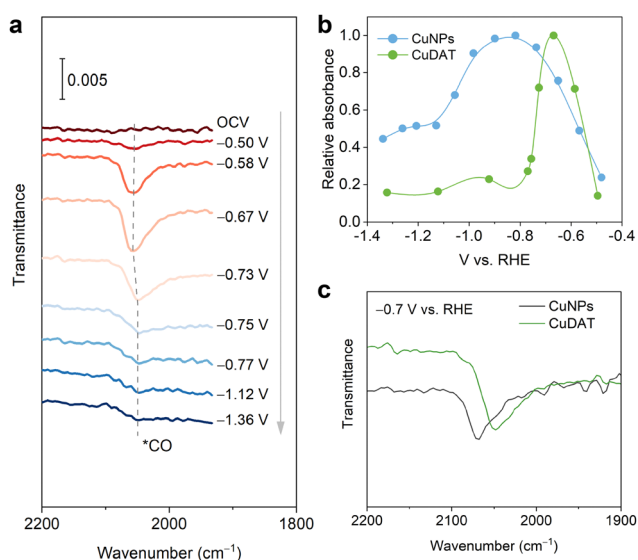 a
0.005
OCV
−0.50 V
−0.58 V
−0.67 V
−0.73 V
−0.75 V
−0.77 V
−1.12 V
−1.36 V
*CO
Transmittance
2200 2000 1800
Wavenumber (cm⁻¹)
b
CuNPs
CuDAT
Relative absorbance
1.0
0.8
0.6
0.4
0.2
0.0
-1.4 -1.2 -1.0 -0.8 -0.6 -0.4
V vs. RHE
c
−0.7 V vs. RHE
CuNPs
CuDAT
Transmittance
2200 2100 2000 1900
Wavenumber (cm⁻¹)